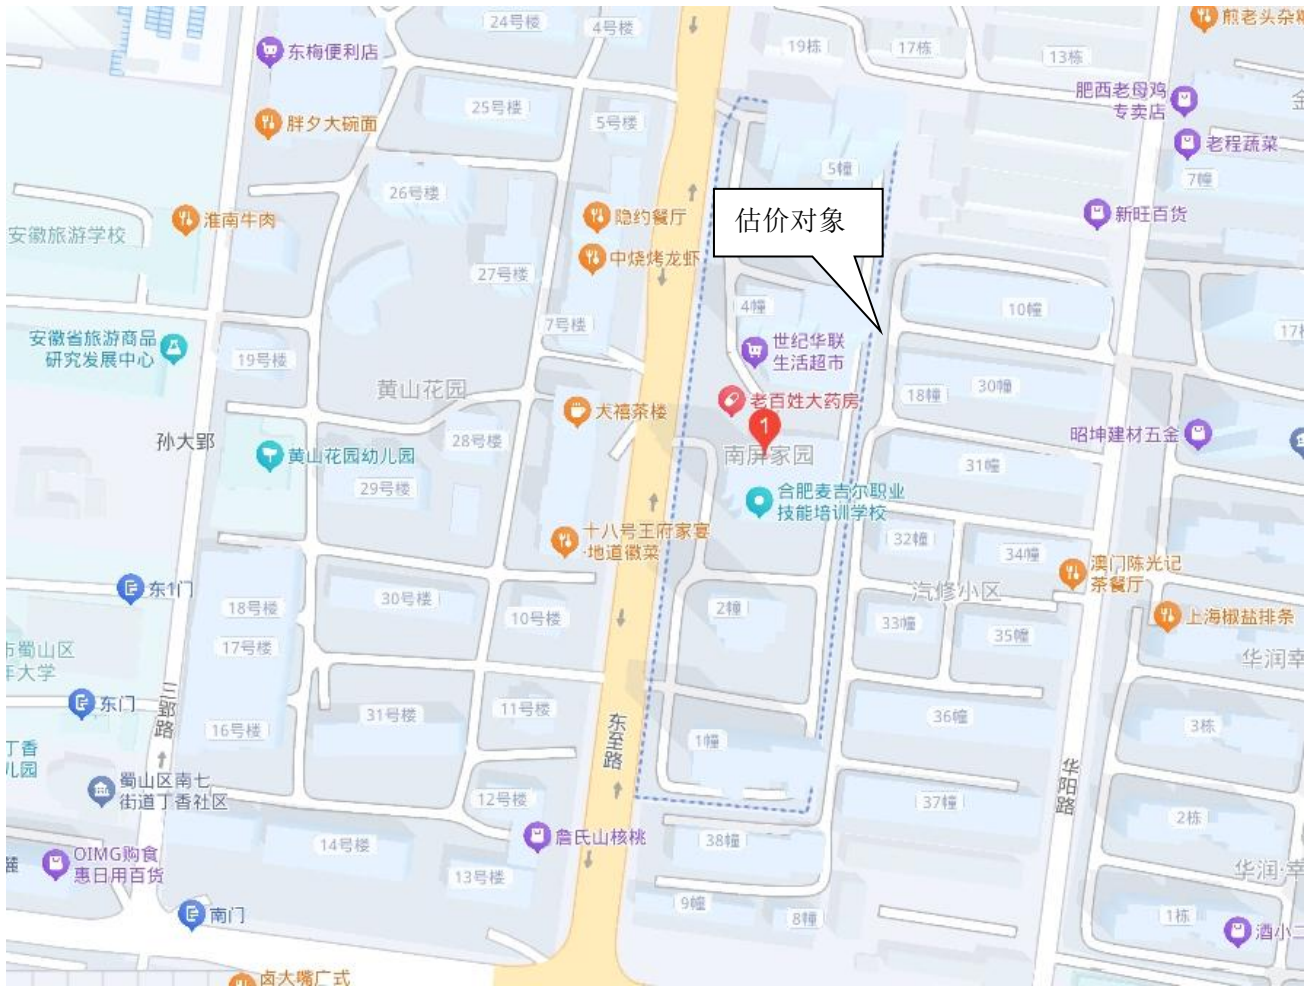 24号楼
4号楼
19栋
17栋
13栋
煎老头杂
东梅便利店
肥西老母鸡
专卖店
25号楼
5号楼
胖夕大碗面
老程蔬菜
5幢
7幢
26号楼
淮南牛肉
隐约餐厅
估价对象
新旺百货
安徽旅游学校
中烧烤龙虾
27号楼
4幢
10幢
7号楼
17
安徽省旅游商品
研究发展中心
19号楼
世纪华联
生活超市
黄山花园
18幢
30幢
老百姓大药房
犬禧茶楼
1
孙大郢
28号楼
昭坤建材五金
黄山花园幼儿园
南屏家园
31幢
29号楼
合肥麦吉尔职业
技能培训学校
十八号王府家宴
·地道徽菜
32幢
34幢
澳门陈光记
茶餐厅
东1门
30号楼
汽修小区
18号楼
2幢
10号楼
上海椒盐排条
17号楼
33幢
35幢
市蜀山区
年大学
华润幸
东门
三郢路
31号楼
11号楼
36幢
16号楼
东至路
1幢
3栋
丁香
儿园
蜀山区南七
街道丁香社区
华阳路
12号楼
37幢
2栋
14号楼
詹氏山核桃
38幢
OIMG购食
惠日用百货
13号楼
华润·幸
南门
9幢
8幢
1栋
酒小二
卤大嘴广式